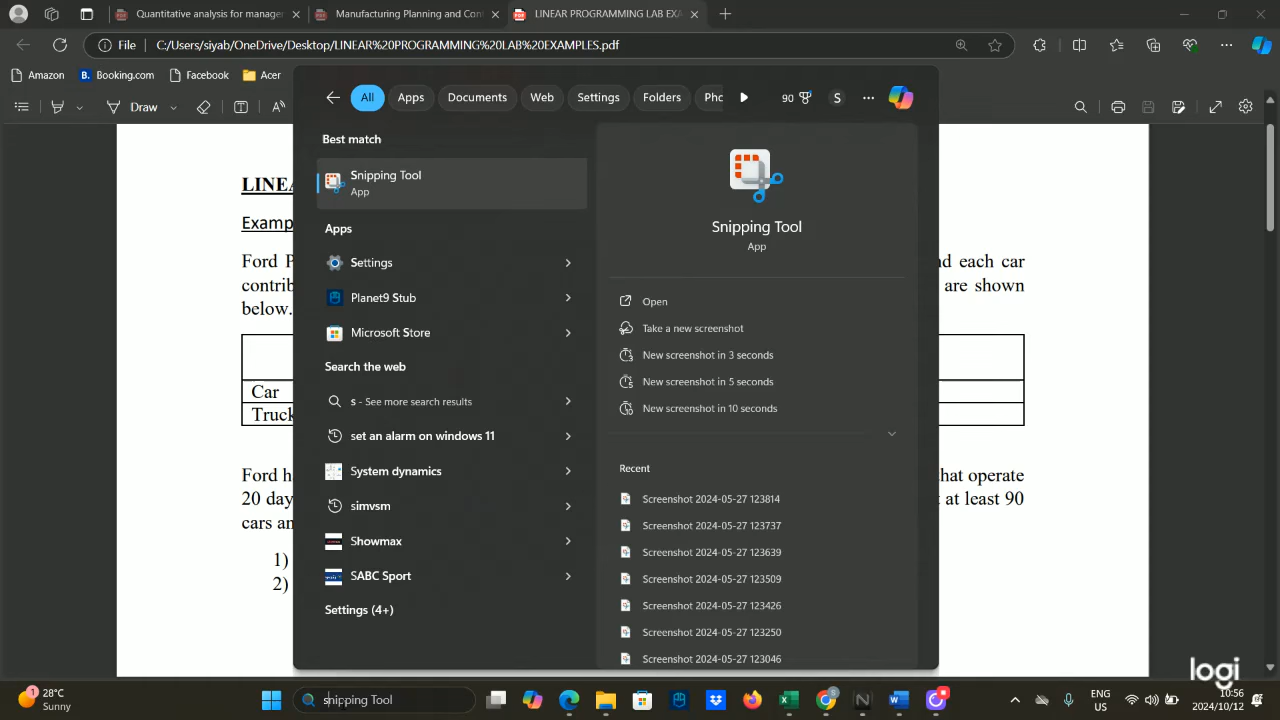 Quantitative analysis for manager
Manufacturing Planning and Cont
LINEAR PROGRAMMING LAB EXA
File
C:/Users/siyab/OneDrive/Desktop/LINEAR%20PROGRAMMING%20LAB%20EXAMPLES.pdf
Amazon
Booking.com
Facebook
Acer
Draw
All
Apps
Documents
Web
Settings
Folders
Pho
90
S
LINEA
Examp
Ford P
nd each car
contrib
are shown
below.
Car
Truck
Ford h
that operate
20 day
at least 90
cars an
1)
2)
Best match
Snipping Tool
App
Apps
Settings
Planet9 Stub
Microsoft Store
Search the web
s - See more search results
set an alarm on windows 11
System dynamics
simvsm
Showmax
SABC Sport
Settings (4+)
Snipping Tool
App
Open
Take a new screenshot
New screenshot in 3 seconds
New screenshot in 5 seconds
New screenshot in 10 seconds
Recent
Screenshot 2024-05-27 123814
Screenshot 2024-05-27 123737
Screenshot 2024-05-27 123639
Screenshot 2024-05-27 123509
Screenshot 2024-05-27 123426
Screenshot 2024-05-27 123250
Screenshot 2024-05-27 123046
logi
1
28°C
Sunny
snipping Tool
ENG
US
10:56
2024/10/12